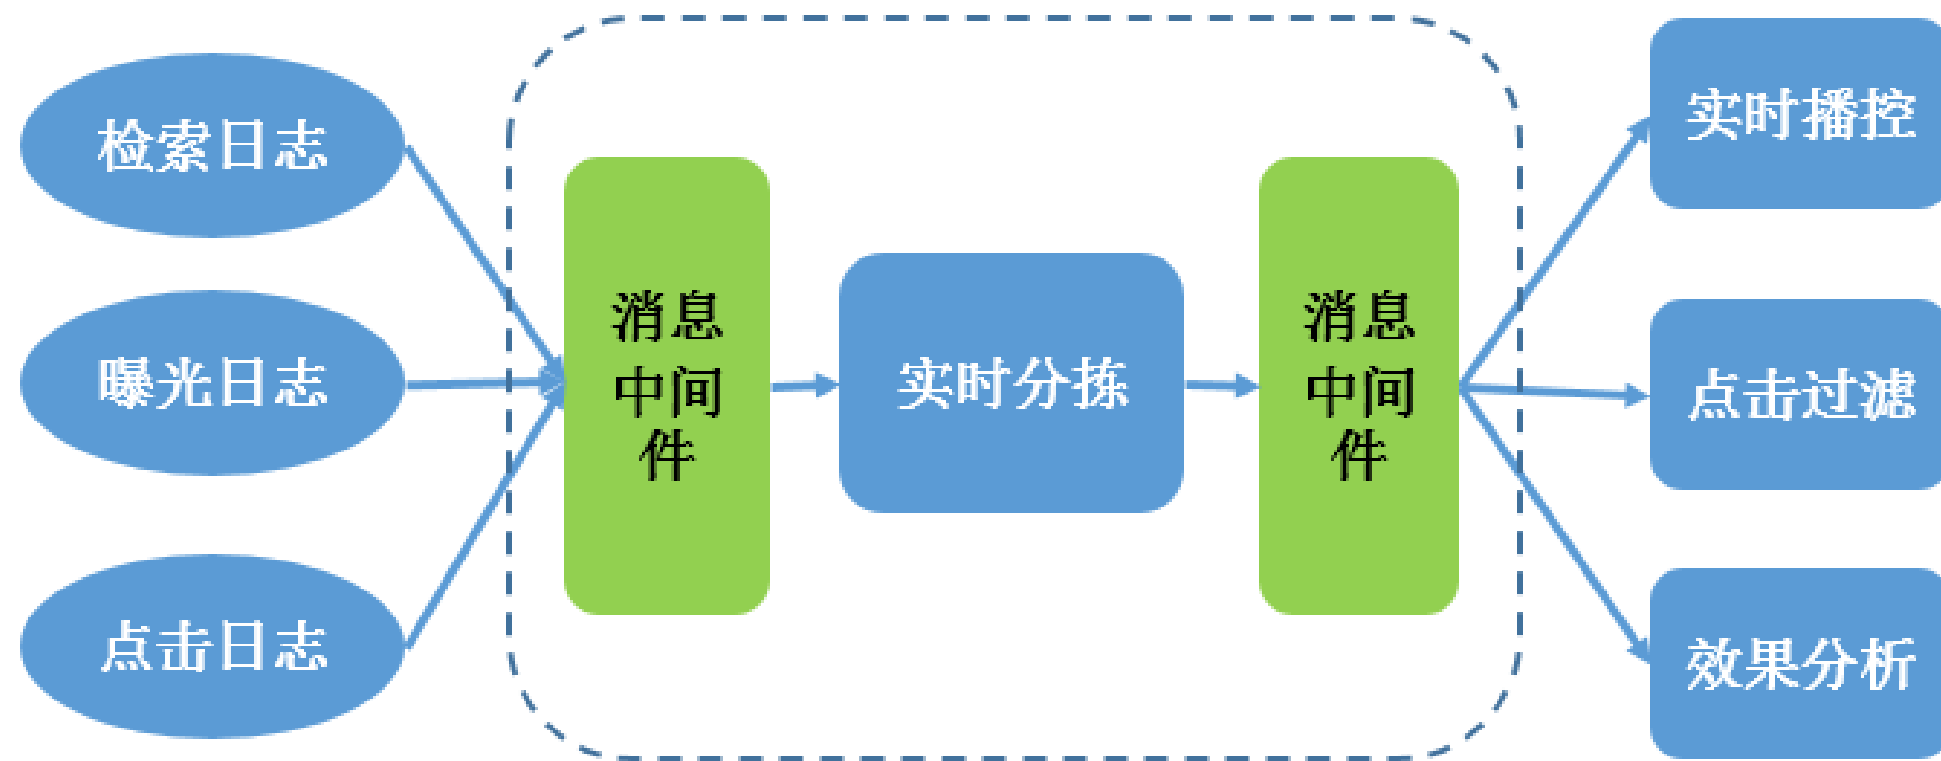 检索日志
曝光日志
点击日志
消息
中间
件
实时分拣
消息
中间
件
实时播控
点击过滤
效果分析